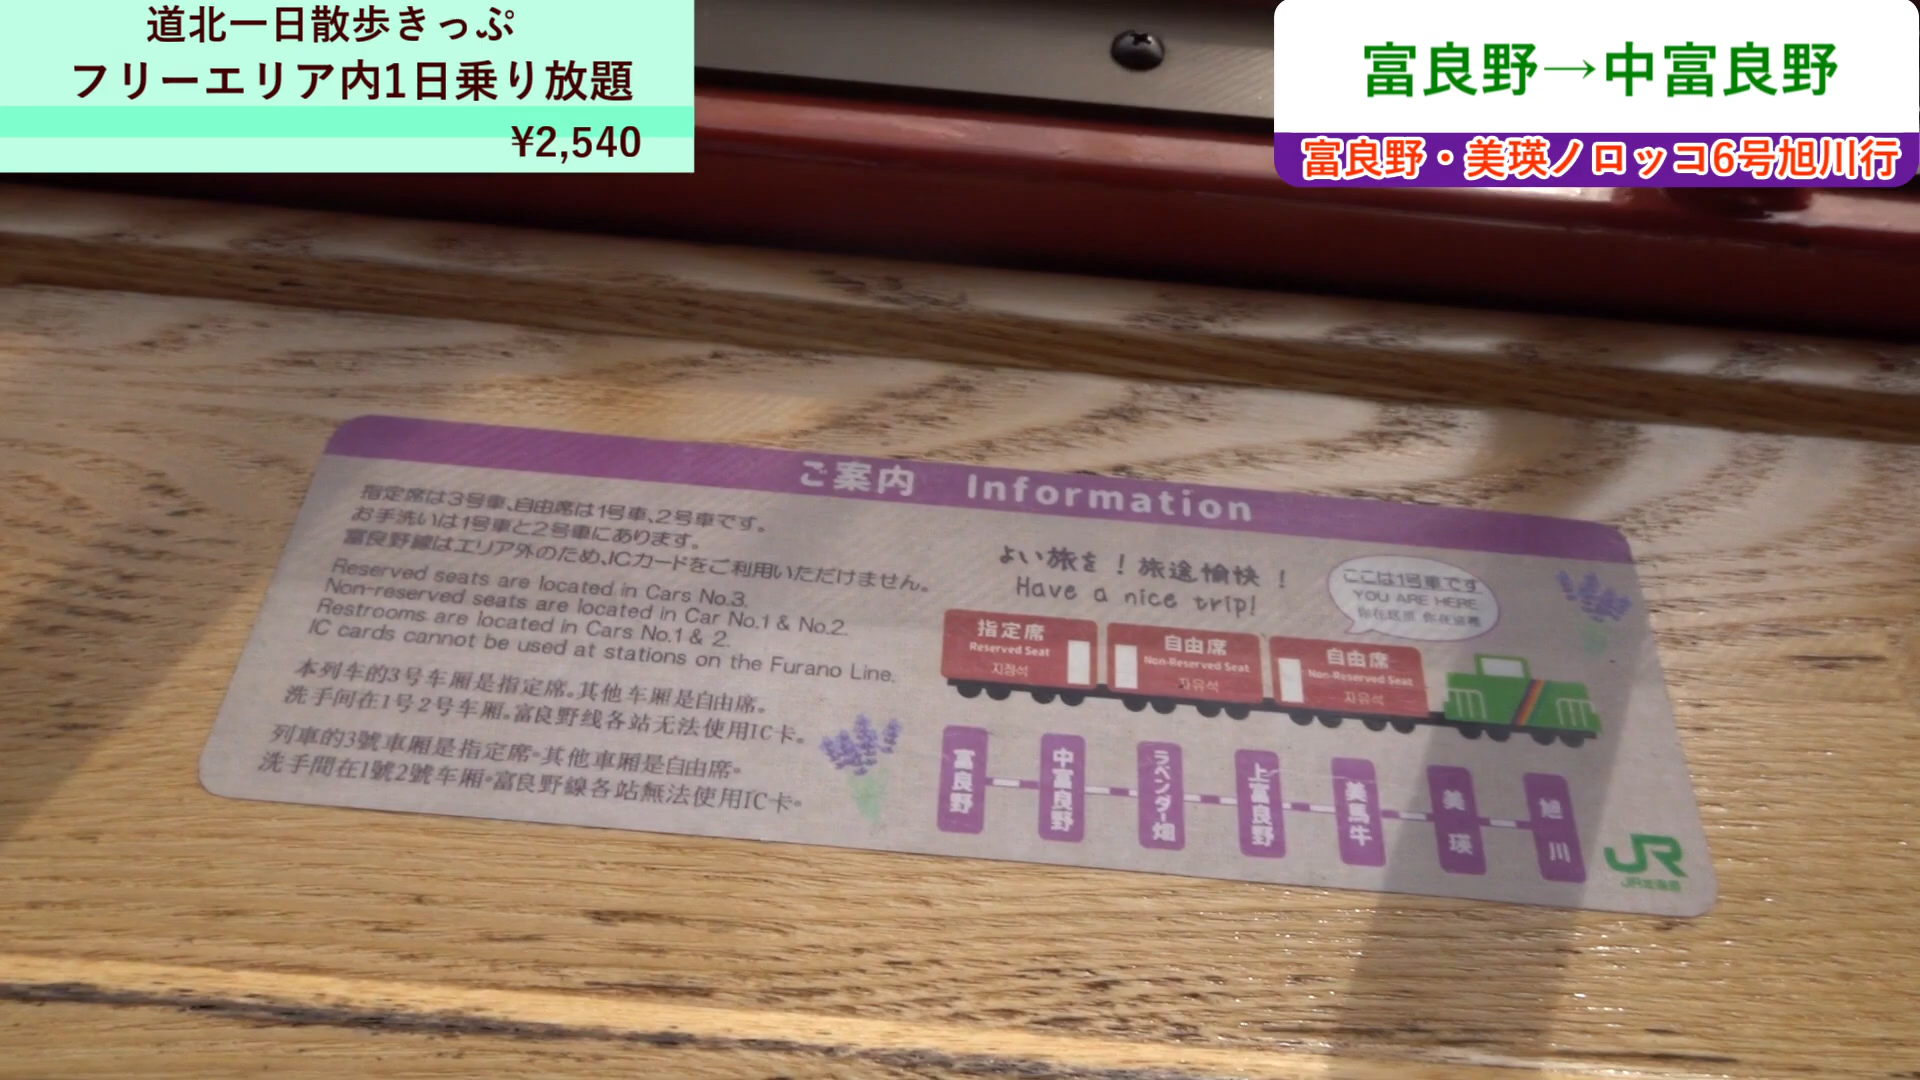 道北一日散歩きっぷ
フリーエリア内1日乗り放題
¥2,540
富良野→中富良野
富良野・美瑛ノロッコ6号旭川行
ご案内 Information
指定席は3号車、自由席は1号車、2号車です。
お手洗いは1号車と2号車にあります。
富良野線はエリア外のため、ICカードをご利用いただけません。
Reserved seats are located in Cars No.3.
Non-reserved seats are located in Car No.1 & No.2.
Restrooms are located in Cars No.1 & 2.
IC cards cannot be used at stations on the Furano Line.
本列车的3号车厢是指定席。其他车厢是自由席。
洗手间在1号2号车厢。富良野线各站无法使用IC卡。
列車的3號車厢是指定席。其他車厢是自由席。
洗手間在1號2號车厢。富良野線各站無法使用IC卡。
よい旅を！旅途愉快！
Have a nice trip!
ここは1号車です
YOU ARE HERE
指定席
Reserved Seat
지정석
自由席
Non-Reserved Seat
자유석
自由席
Non-Reserved Seat
자유석
富良野
中富良野
ラベンダー畑
上富良野
美馬牛
美瑛
旭川
JR
JR北海道